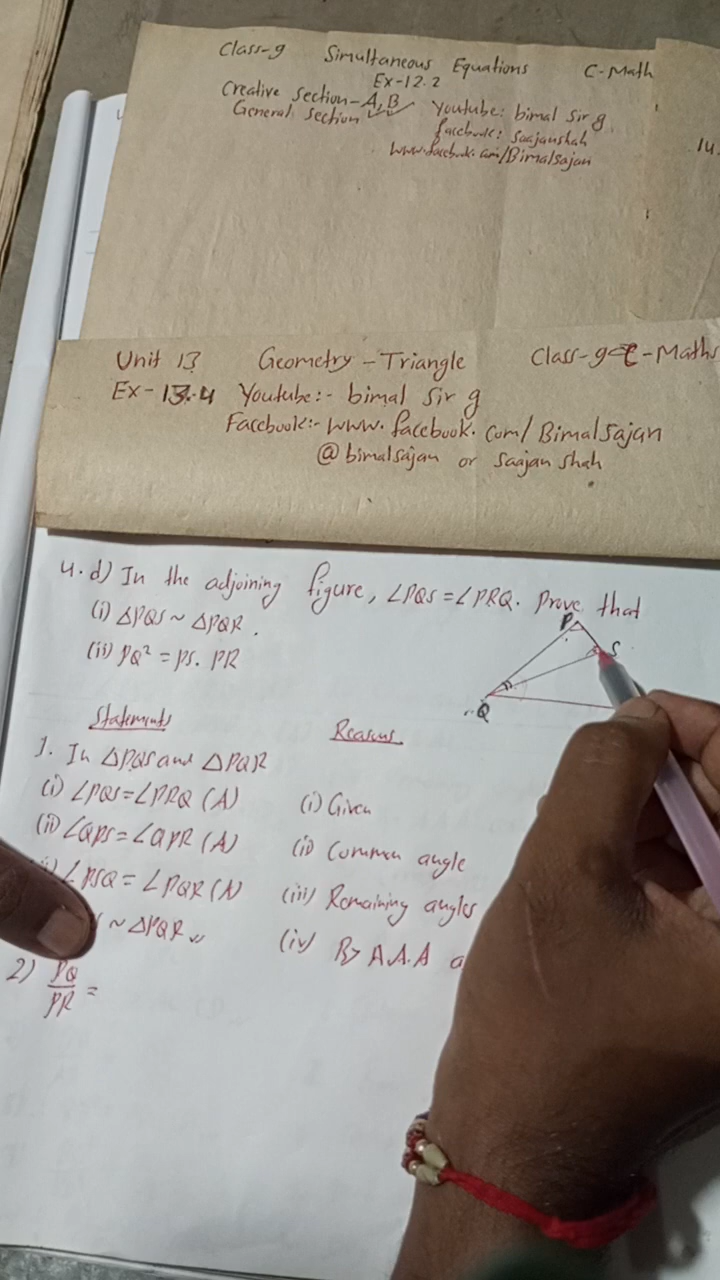 Class-9 Simultaneous Equations C-Math
Ex-12.2
Creative section-A, B Youtube: bimal sir g
General section facebook: saajanshah
www.facebook.com/Bimalsajan
14.
Unit 13 Geometry - Triangle Class-9 C-Maths
Ex-13.4 Youtube:- bimal sir g
Facebook:- www.facebook.com/Bimalsajan
@bimalsajan or saajan shah
4.d) In the adjoining figure, ∠PQS=∠PRQ. Prove that
(i) ΔPQS ~ ΔPQR.
(ii) PQ² = PS. PR
P
S
Q
Statements Reasons
1. In ΔPQS and ΔPQR
(i) ∠PQS=∠PRQ (A) (i) Given
(ii) ∠QPS=∠QPR (A) (ii) Common angle
∠PSQ = ∠PQR (A) (iii) Remaining angles
~ ΔPQR (iv) By A.A.A
2) PQ/PR =